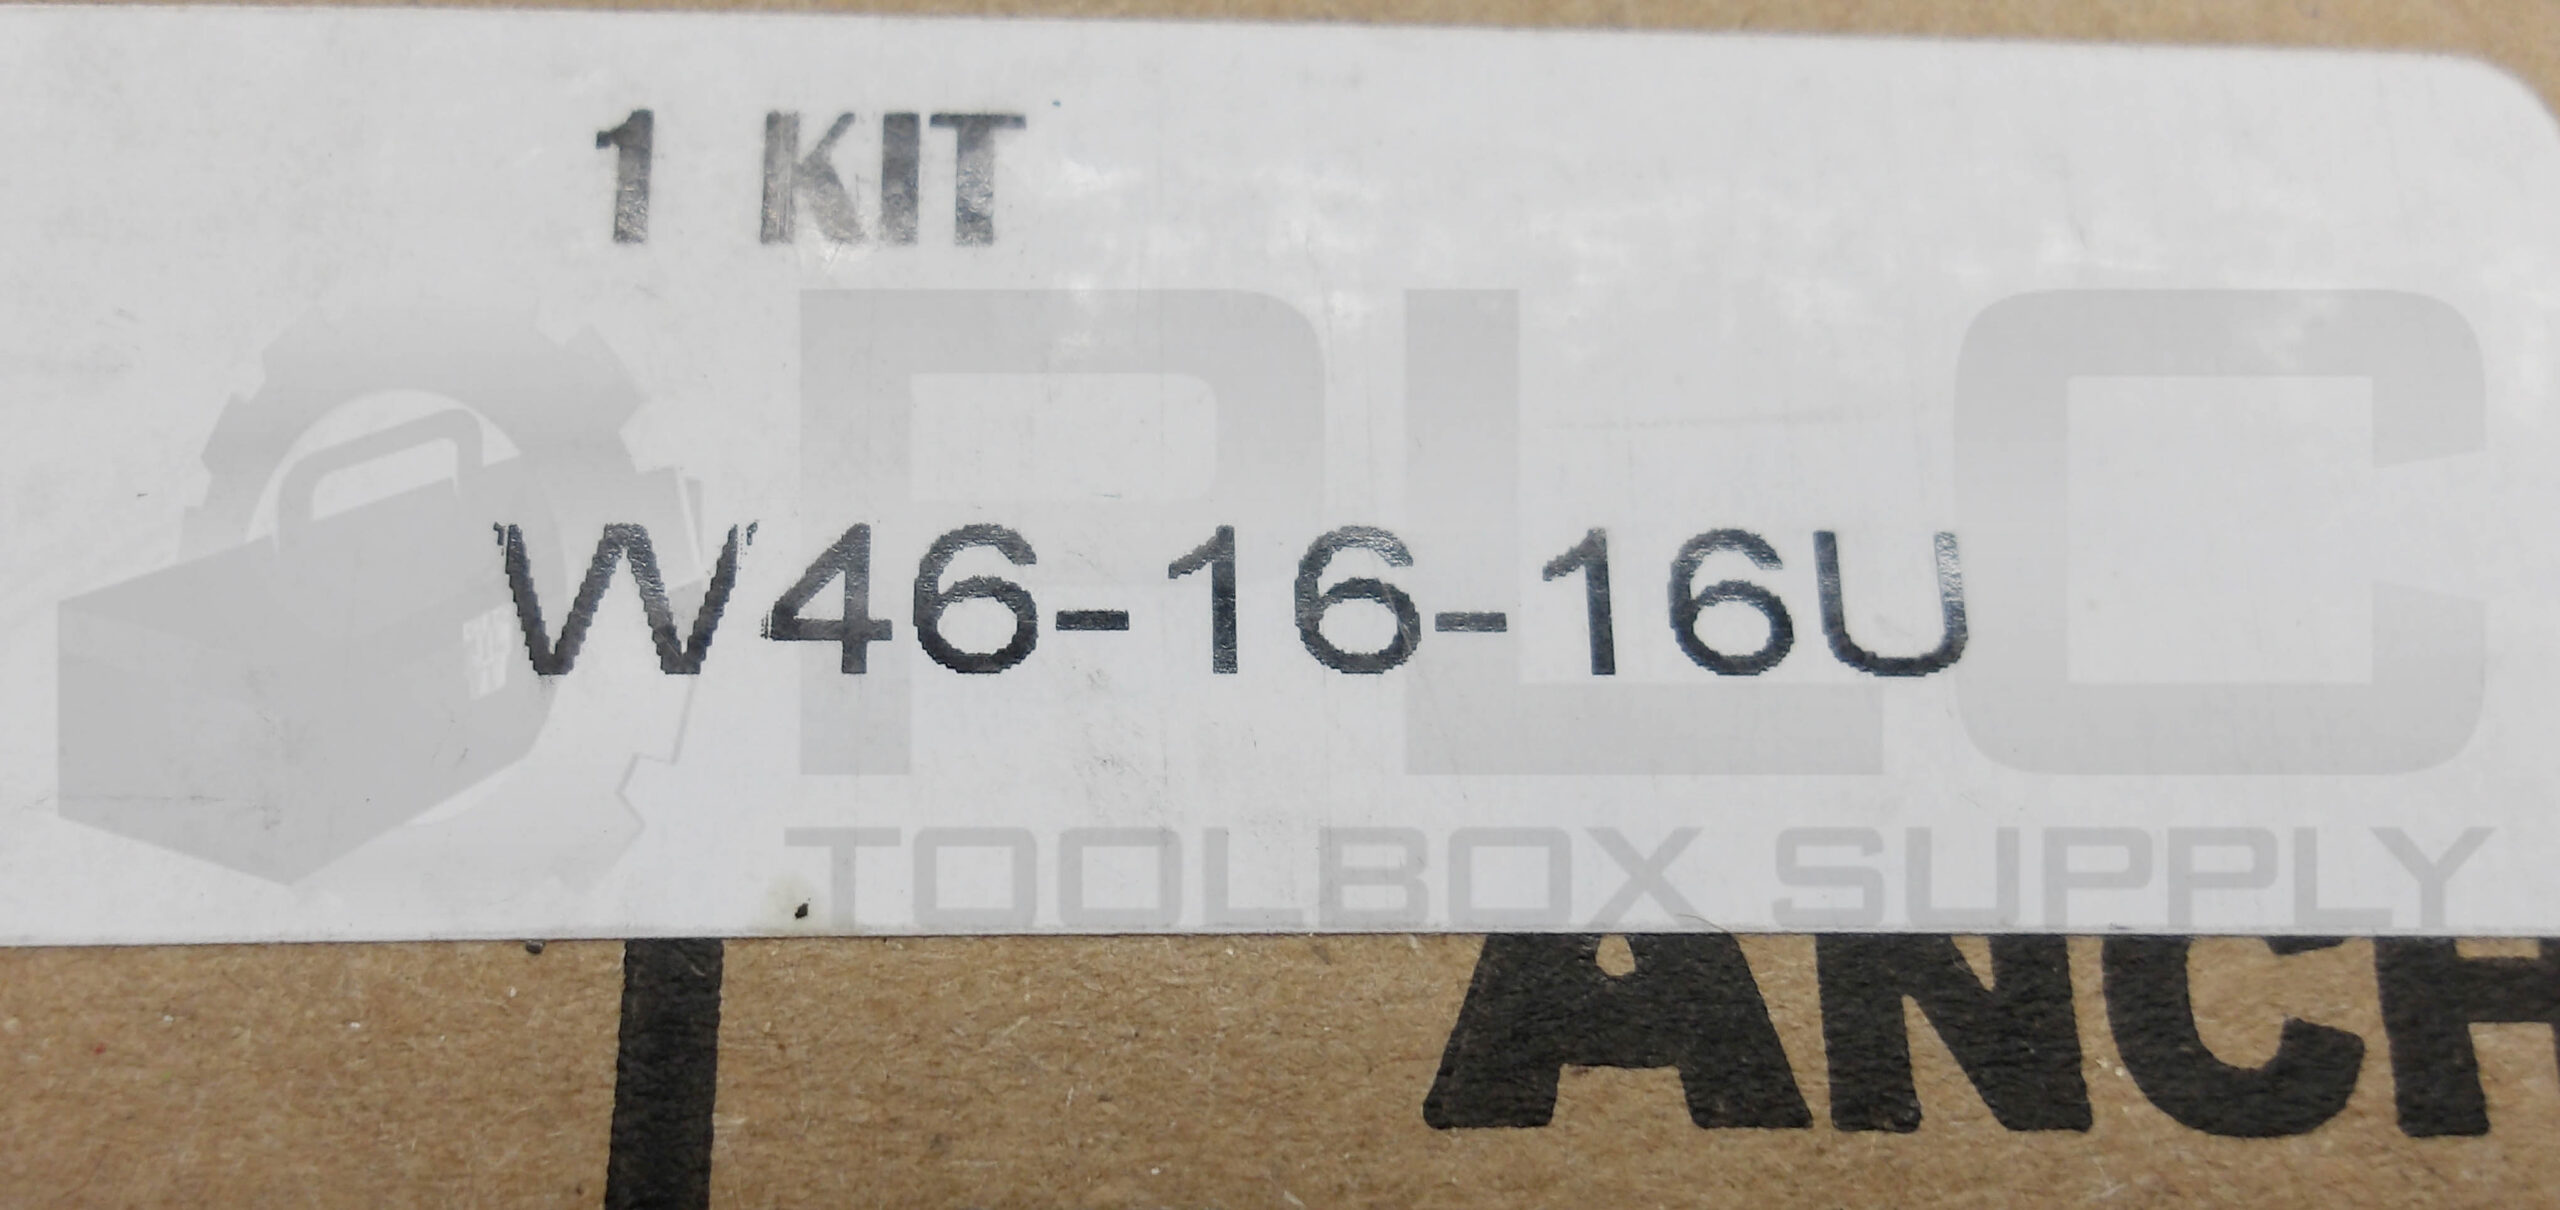 1 KIT
PLC
W46-16-16U
TOOLBOX SUPPLY
ANCH